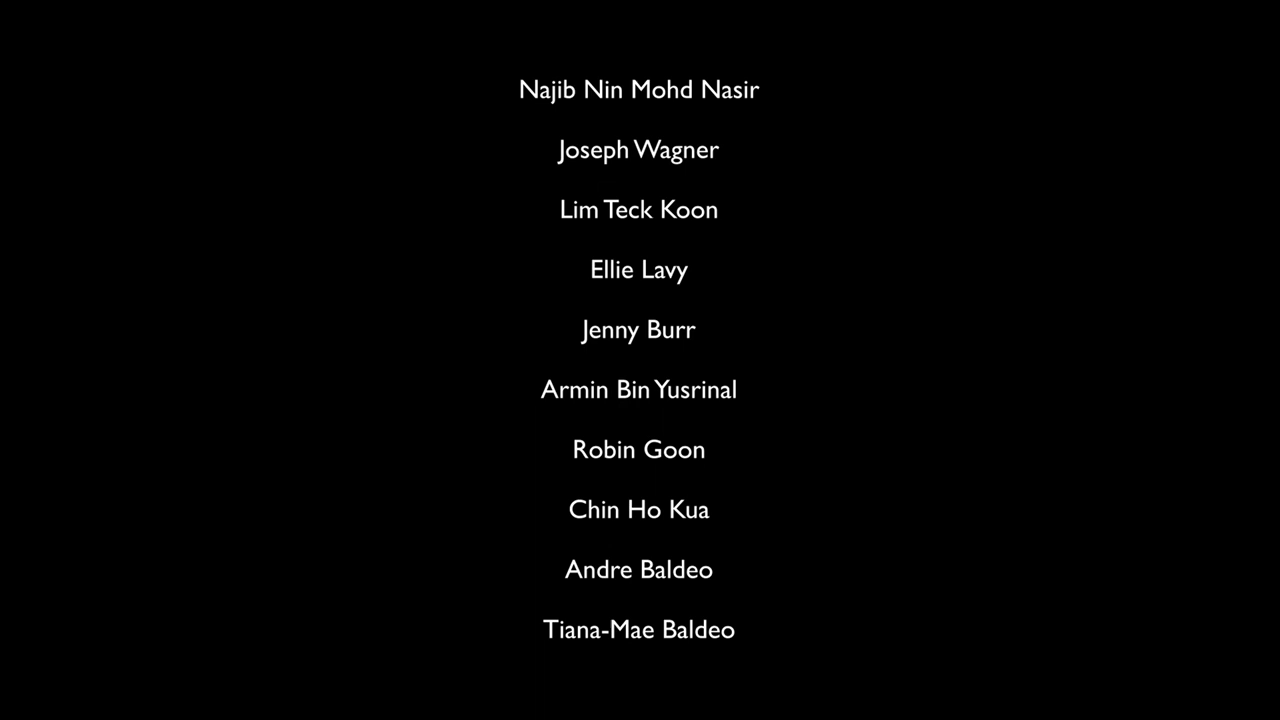 Najib Nin Mohd Nasir
Joseph Wagner
Lim Teck Koon
Ellie Lavy
Jenny Burr
Armin Bin Yusrinal
Robin Goon
Chin Ho Kua
Andre Baldeo
Tiana-Mae Baldeo